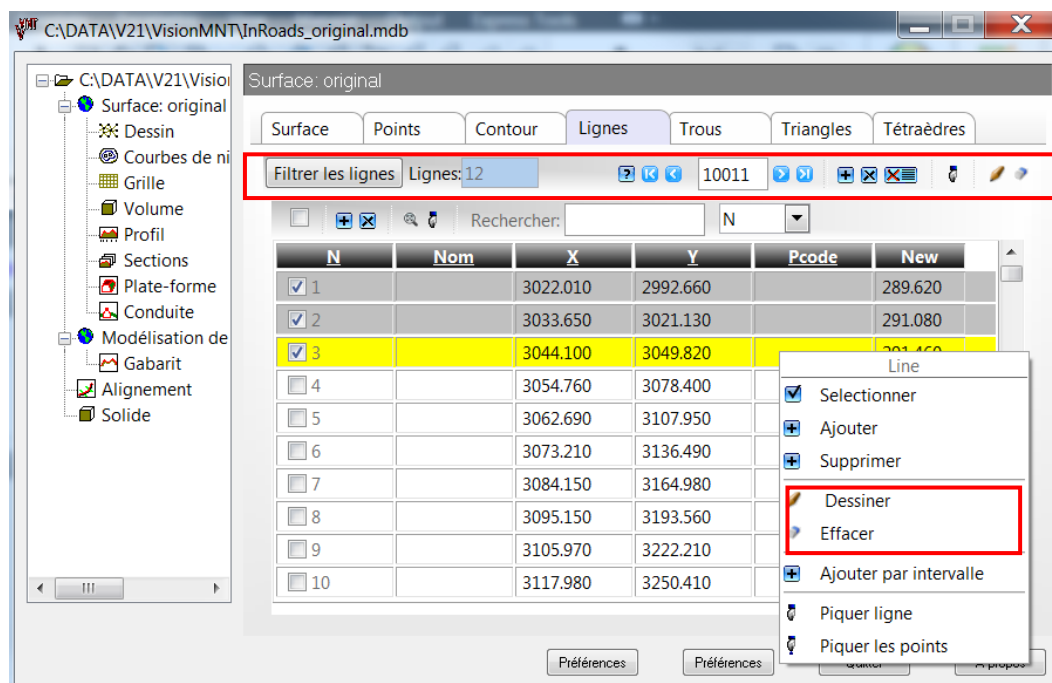 C:\DATA\V21\VisionMNT\InRoads_original.mdb
C:\DATA\V21\Visio
Surface: original
Dessin
Courbes de ni
Grille
Volume
Profil
Sections
Plate-forme
Conduite
Modélisation de
Gabarit
Alignement
Solide
Surface: original
Surface Points Contour Lignes Trous Triangles Tétraèdres
Filtrer les lignes Lignes: 12 10011
Rechercher: N
N Nom X Y Pcode New
1 3022.010 2992.660 289.620
2 3033.650 3021.130 291.080
3 3044.100 3049.820 291.460
4 3054.760 3078.400
5 3062.690 3107.950
6 3073.210 3136.490
7 3084.150 3164.980
8 3095.150 3193.560
9 3105.970 3222.210
10 3117.980 3250.410
Line
Selectionner
Ajouter
Supprimer
Dessiner
Effacer
Ajouter par intervalle
Piquer ligne
Piquer les points
Préférences Préférences Quitter A propos